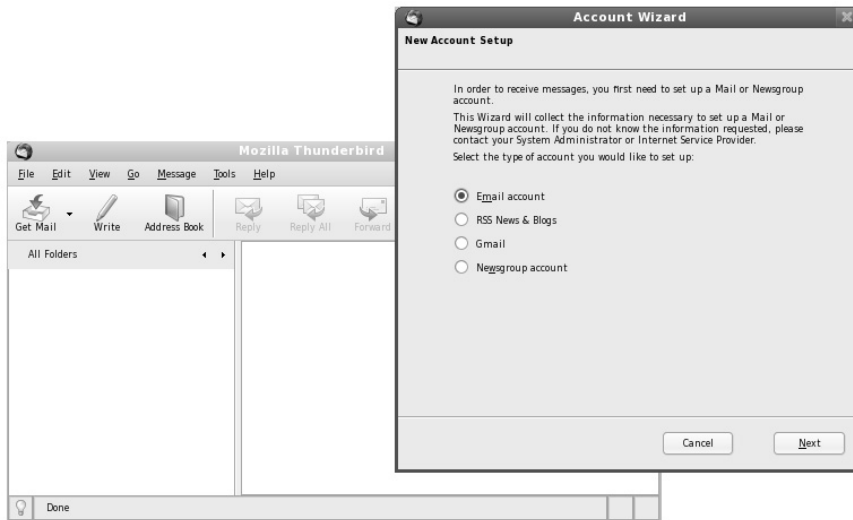 Account Wizard
New Account Setup
In order to receive messages, you first need to set up a Mail or Newsgroup
account.
This Wizard will collect the information necessary to set up a Mail or
Newsgroup account. If you do not know the information requested, please
contact your System Administrator or Internet Service Provider.
Select the type of account you would like to set up:
Email account
RSS News & Blogs
Gmail
Newsgroup account
Cancel Next
Mozilla Thunderbird
File Edit View Go Message Tools Help
Get Mail Write Address Book Reply Reply All Forward
All Folders
Done